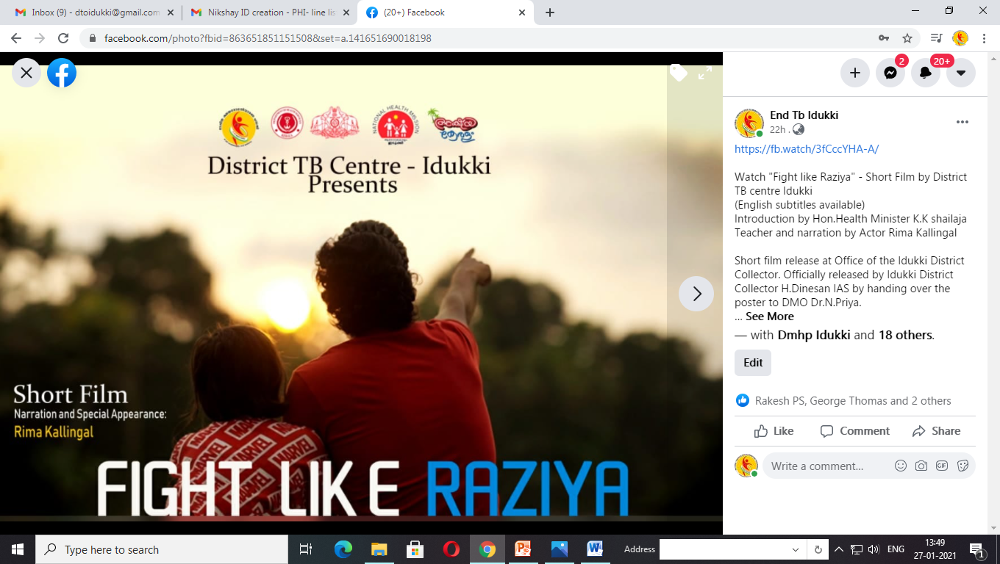 Inbox (9) - dtoidukki@gmail.com
Nikshay ID creation - PHI- line lis
(20+) Facebook
facebook.com/photo?fbid=863651851151508&set=a.141651690018198
NATIONAL HEALTH MISSION
District TB Centre - Idukki
Presents
Short Film
Narration and Special Appearance:
Rima Kallingal
MARVEL
FIGHT LIKE RAZIYA
2
20+
End Tb Idukki
22h .
https://fb.watch/3fCccYHA-A/
Watch "Fight like Raziya" - Short Film by District
TB centre Idukki
(English subtitles available)
Introduction by Hon.Health Minister K.K shailaja
Teacher and narration by Actor Rima Kallingal
Short film release at Office of the Idukki District
Collector. Officially released by Idukki District
Collector H.Dinesan IAS by handing over the
poster to DMO Dr.N.Priya.
... See More
— with Dmhp Idukki and 18 others.
Edit
Rakesh PS, George Thomas and 2 others
Like Comment Share
Write a comment...
GIF
Type here to search
Address
ENG
13:49
27-01-2021
1